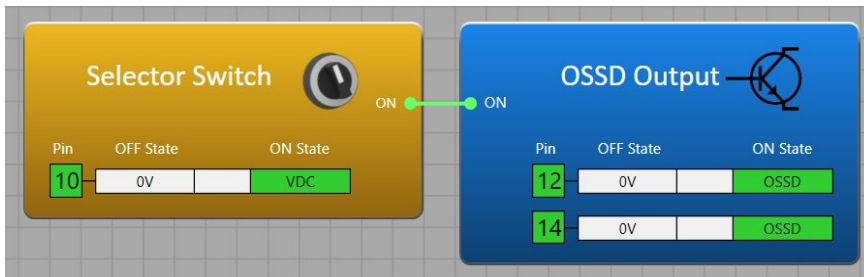 Selector Switch
ON
Pin OFF State ON State
10 0V VDC
OSSD Output
ON
Pin OFF State ON State
12 0V OSSD
14 0V OSSD